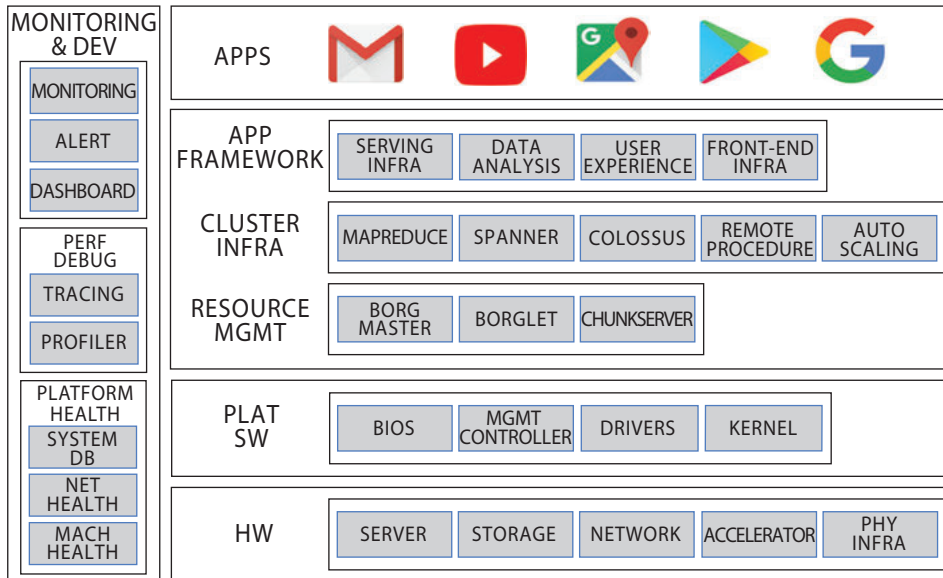 MONITORING
& DEV
MONITORING
ALERT
DASHBOARD
PERF
DEBUG
TRACING
PROFILER
PLATFORM
HEALTH
SYSTEM
DB
NET
HEALTH
MACH
HEALTH
APPS
G
APP
FRAMEWORK
SERVING
INFRA
DATA
ANALYSIS
USER
EXPERIENCE
FRONT-END
INFRA
CLUSTER
INFRA
MAPREDUCE
SPANNER
COLOSSUS
REMOTE
PROCEDURE
AUTO
SCALING
RESOURCE
MGMT
BORG
MASTER
BORGLET
CHUNKSERVER
PLAT
SW
BIOS
MGMT
CONTROLLER
DRIVERS
KERNEL
HW
SERVER
STORAGE
NETWORK
ACCELERATOR
PHY
INFRA